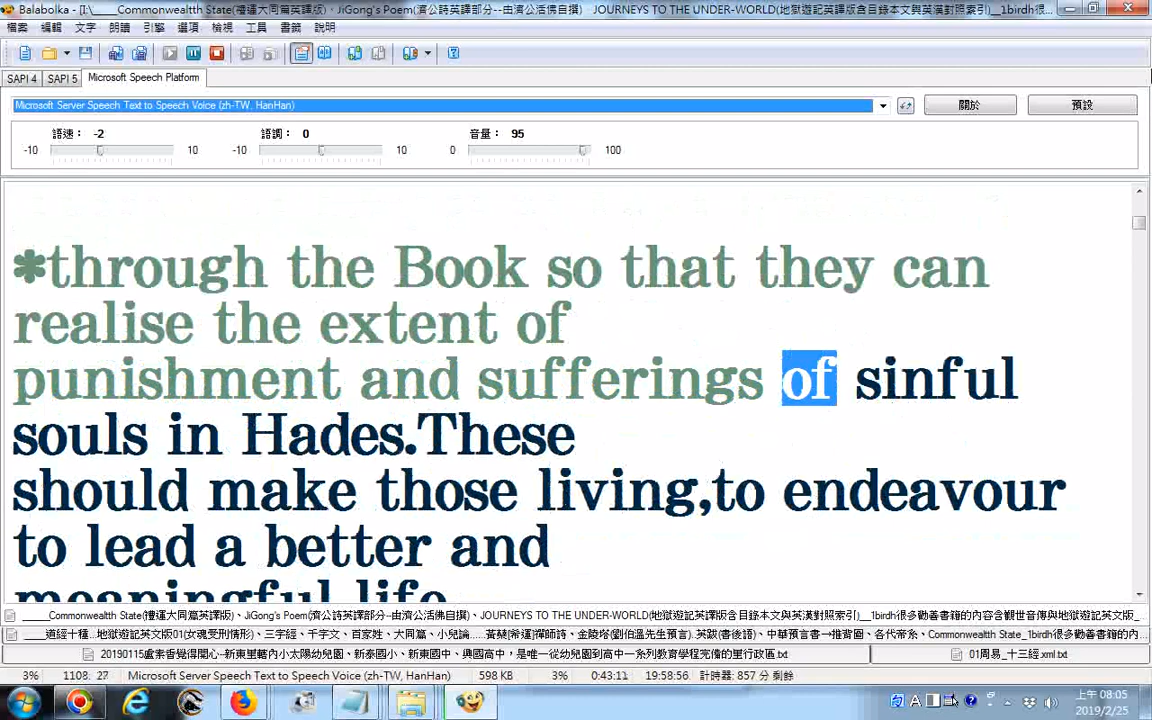 Balabolka - [I:\____Commonwealtth State(禮運大同篇英譯版)、JiGong's Poem(濟公詩英譯部分--由濟公活佛自撰) JOURNEYS TO THE UNDER-WORLD(地獄遊記英譯版含目錄本文與英漢對照索引)__1birdh很...
檔案 編輯 文字 朗讀 引擎 選項 檢視 工具 書籤 說明
SAPI 4 SAPI 5 Microsoft Speech Platform
Microsoft Server Speech Text to Speech Voice (zh-TW, HanHan)
關於 預設
語速： -2 語調： 0 音量： 95
-10 10 -10 10 0 100
✽through the Book so that they can
realise the extent of
punishment and sufferings of sinful
souls in Hades.These
should make those living,to endeavour
to lead a better and
meaningful life
____Commonwealtth State(禮運大同篇英譯版)、JiGong's Poem(濟公詩英譯部分--由濟公活佛自撰)、JOURNEYS TO THE UNDER-WORLD(地獄遊記英譯版含目錄本文與英漢對照索引)__1birdh很多勸善書籍的內容含觀世音傳與地獄遊記英文版...
____道經十種...地獄遊記英文版01(女魂受刑情形)、三字經、千字文、百家姓、大同篇、小兒論......黃蘗[希運]禪師詩、金陵塔(劉伯溫先生預言).英跋(書後語)、中華預言書一推背圖、各代帝系、Commonwealth State_1birdh很多勸善書籍的內...
20190115盧素香覺得開心--新東里轄內小太陽幼兒園、新泰國小、新東國中、興國高中，是唯一從幼兒園到高中一系列教育學程完備的里行政區.txt 01周易_十三經.xml.txt
3% 1108: 27 Microsoft Server Speech Text to Speech Voice (zh-TW, HanHan) 598 KB 3% 0:43:11 19:58:56 計時器: 857 分 剩餘
上午 08:05
2019/2/25